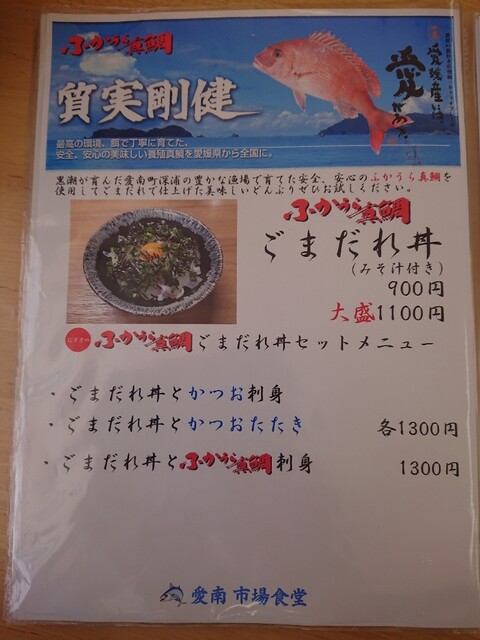 ふかうら真鯛
質実剛健
最高の環境、餌で丁寧に育てた、
安全、安心の美味しい養殖真鯛を愛媛県から全国に。
愛媛産には、
愛がある。
黒潮が育んだ愛南町深浦の豊かな漁場で育てた安全、安心のふかうら真鯛を
使用してごまだれで仕上げた美味しいどんぶりぜひお試しください。
ふかうら真鯛
ごまだれ丼
(みそ汁付き)
900円
大盛1100円
おすすめ ふかうら真鯛ごまだれ丼セットメニュー
・ごまだれ丼とかつお刺身
・ごまだれ丼とかつおたたき 各1300円
・ごまだれ丼とふかうら真鯛刺身 1300円
愛南市場食堂